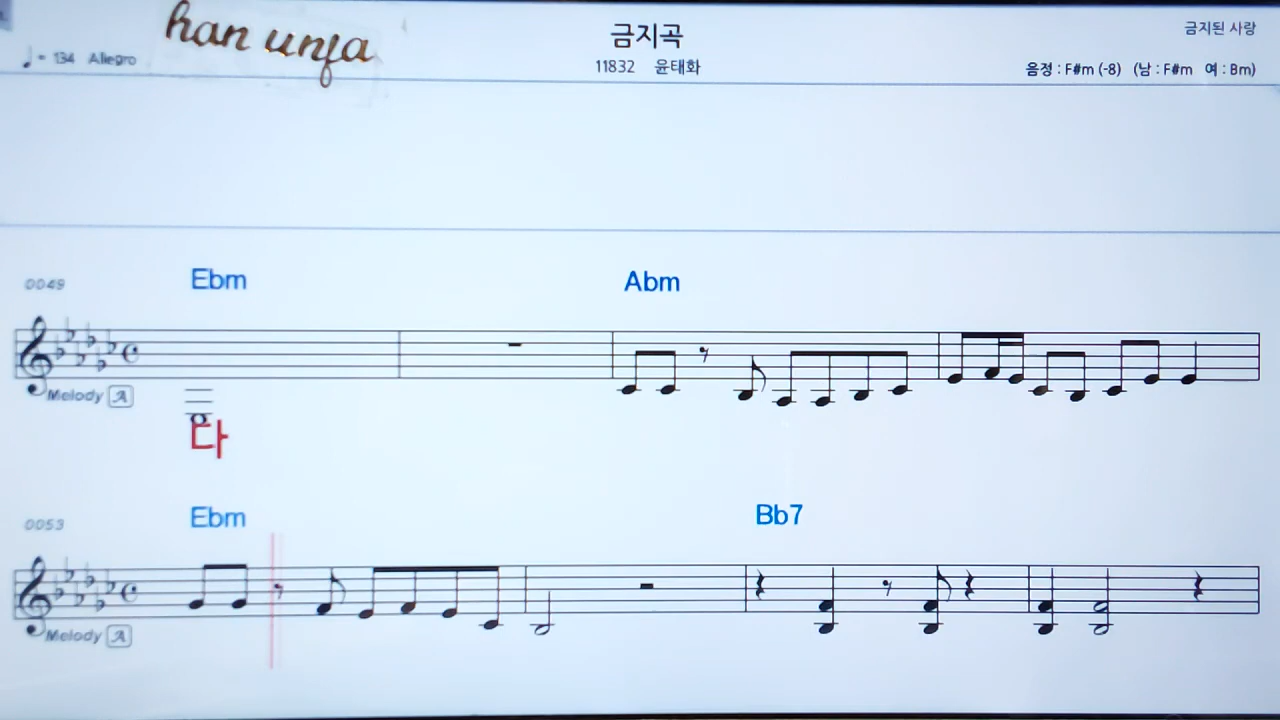 han unja
금지곡
금지된 사랑
♩ = 134 Allegro
11832 윤태화
음정 : F#m (-8) (남 : F#m 여 : Bm)
0049
Ebm
Abm
Melody A
다
0053
Ebm
Bb7
Melody A